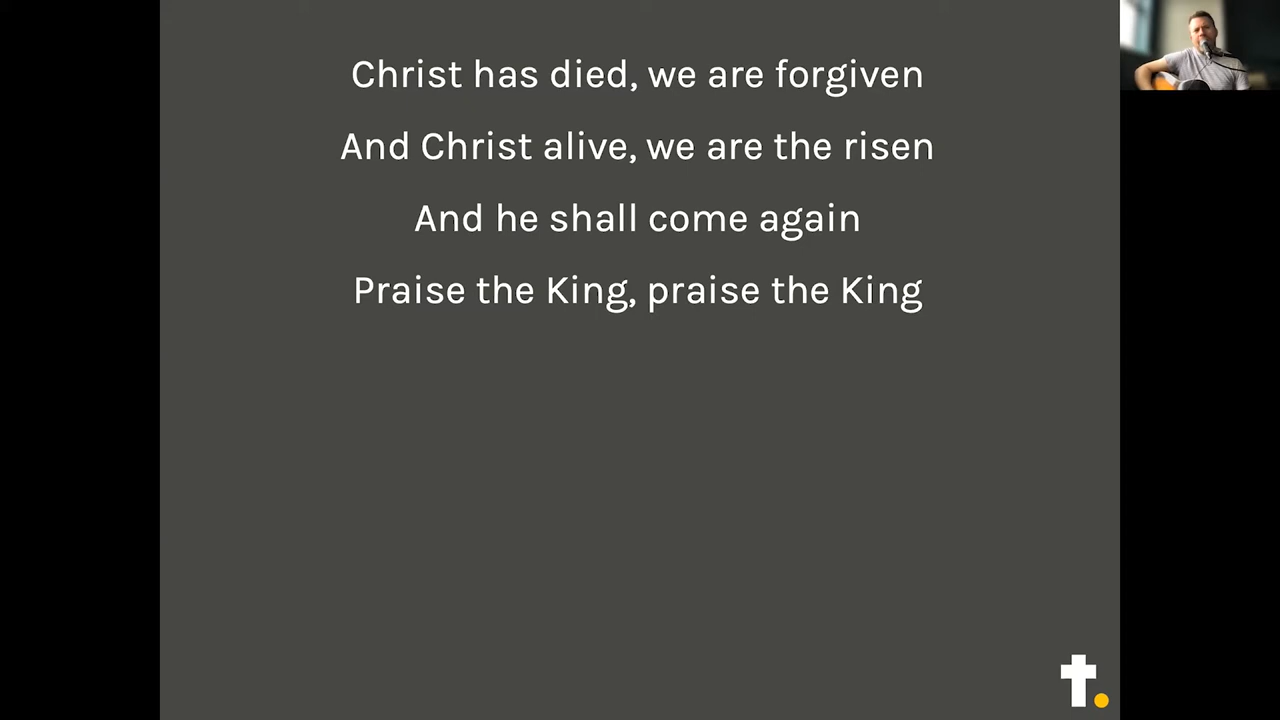 Christ has died, we are forgiven
And Christ alive, we are the risen
And he shall come again
Praise the King, praise the King